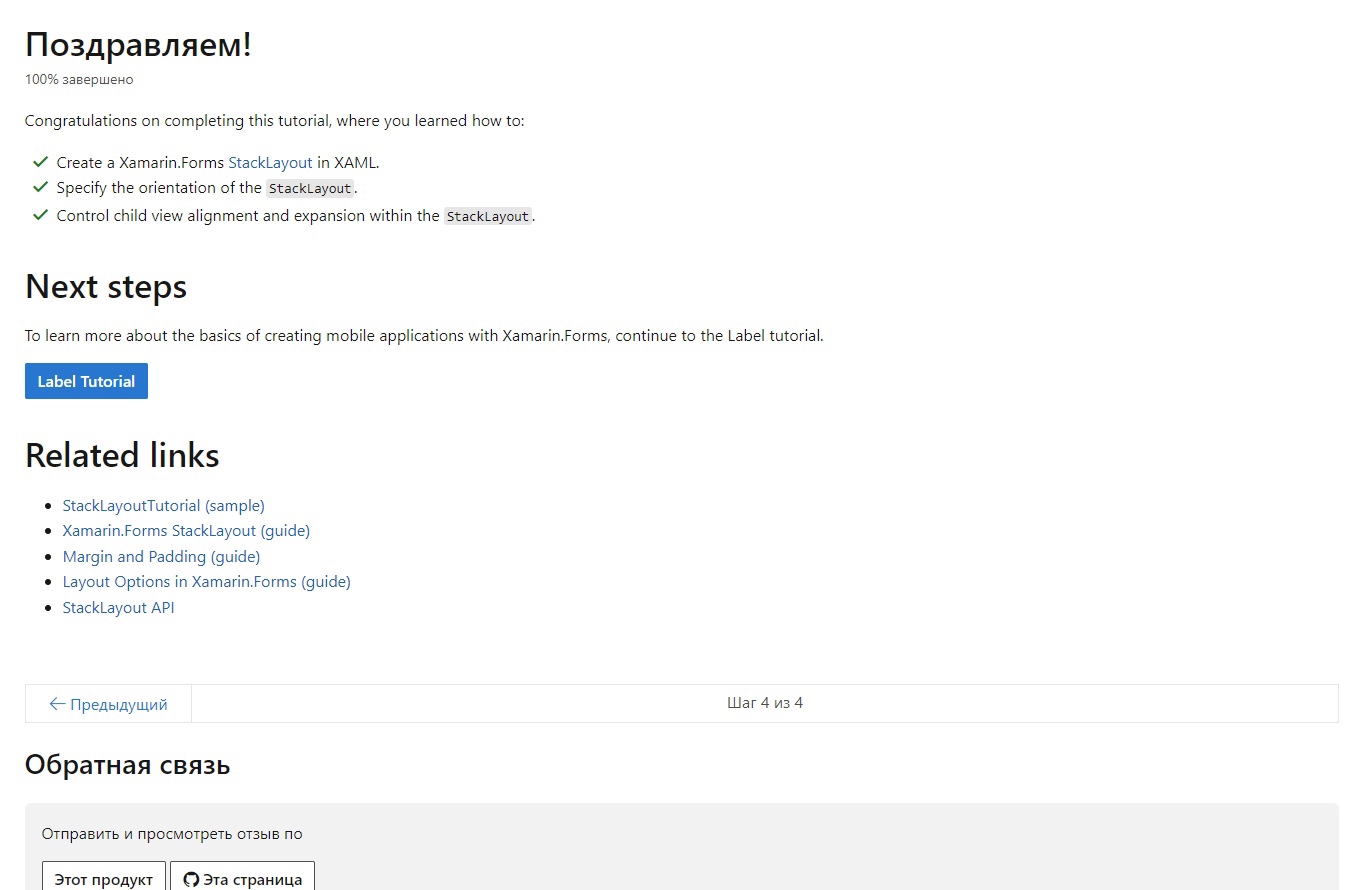 Поздравляем!
100% завершено
Congratulations on completing this tutorial, where you learned how to:
Create a Xamarin.Forms StackLayout in XAML.
Specify the orientation of the StackLayout.
Control child view alignment and expansion within the StackLayout.
Next steps
To learn more about the basics of creating mobile applications with Xamarin.Forms, continue to the Label tutorial.
Label Tutorial
Related links
StackLayoutTutorial (sample)
Xamarin.Forms StackLayout (guide)
Margin and Padding (guide)
Layout Options in Xamarin.Forms (guide)
StackLayout API
Предыдущий
Шаг 4 из 4
Обратная связь
Отправить и просмотреть отзыв по
Этот продукт
Эта страница